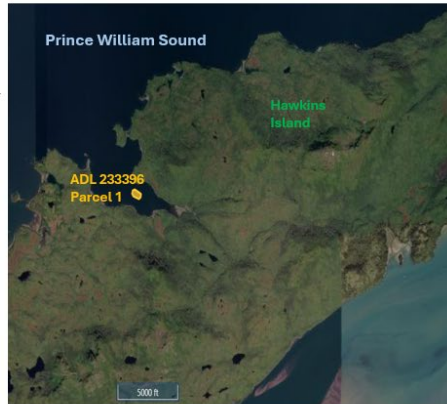 Prince William Sound
Hawkins
Island
ADL 233396
Parcel 1
5000 ft